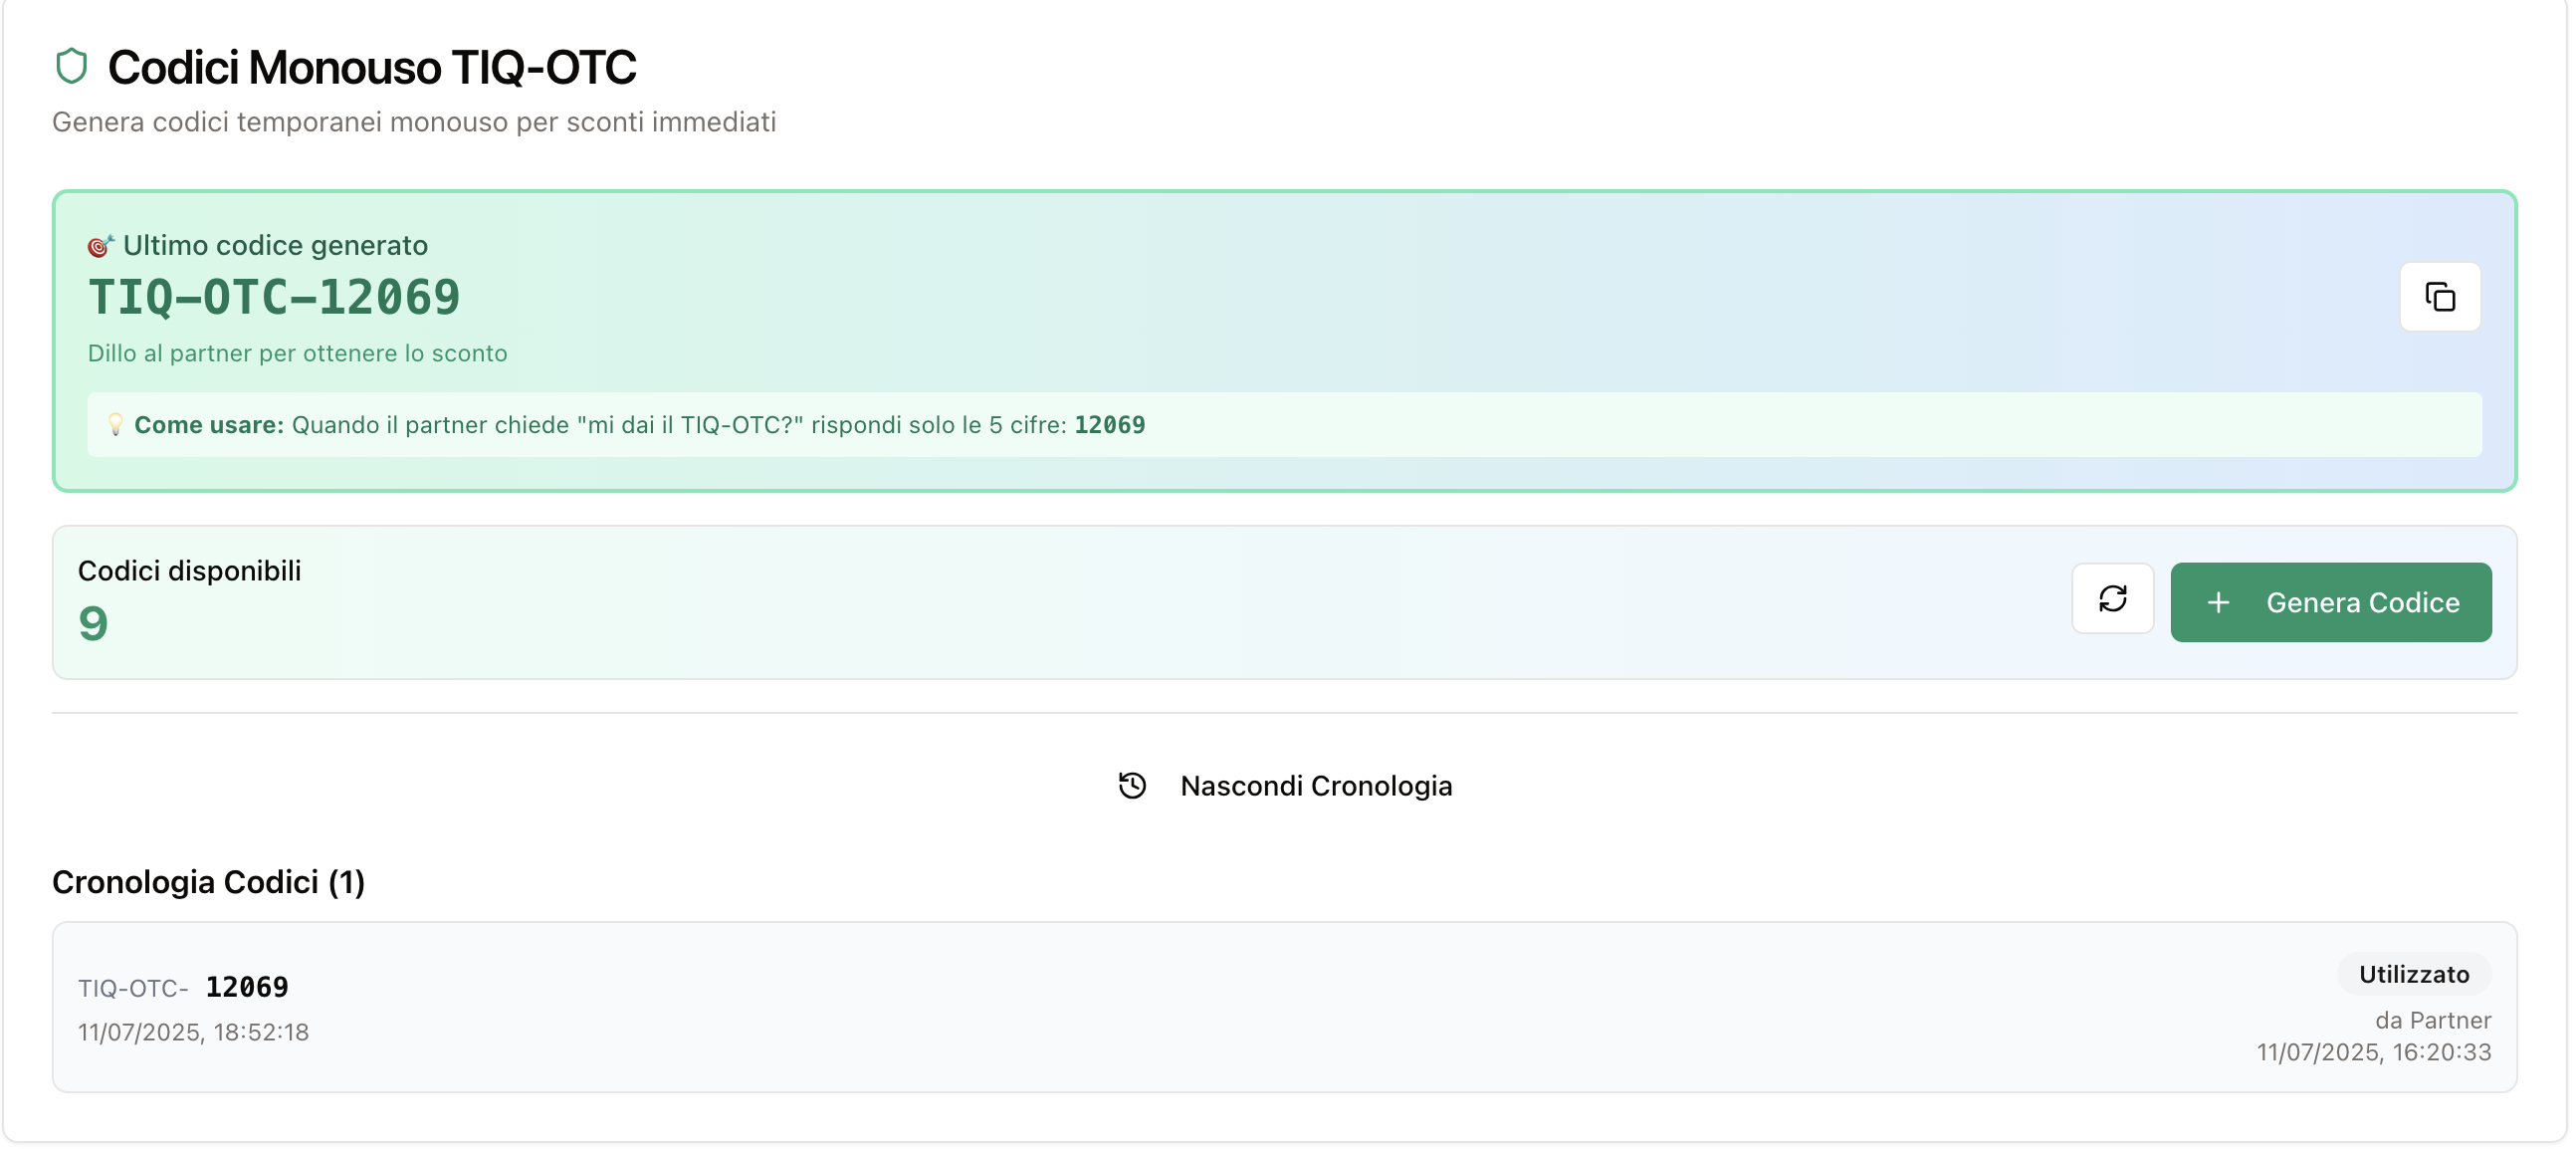 Codici Monouso TIQ-OTC
Genera codici temporanei monouso per sconti immediati
🎯 Ultimo codice generato
TIQ-OTC-12069
Dillo al partner per ottenere lo sconto
💡 Come usare: Quando il partner chiede "mi dai il TIQ-OTC?" rispondi solo le 5 cifre: 12069
Codici disponibili
9
Genera Codice
Nascondi Cronologia
Cronologia Codici (1)
TIQ-OTC- 12069
11/07/2025, 18:52:18
Utilizzato
da Partner
11/07/2025, 16:20:33